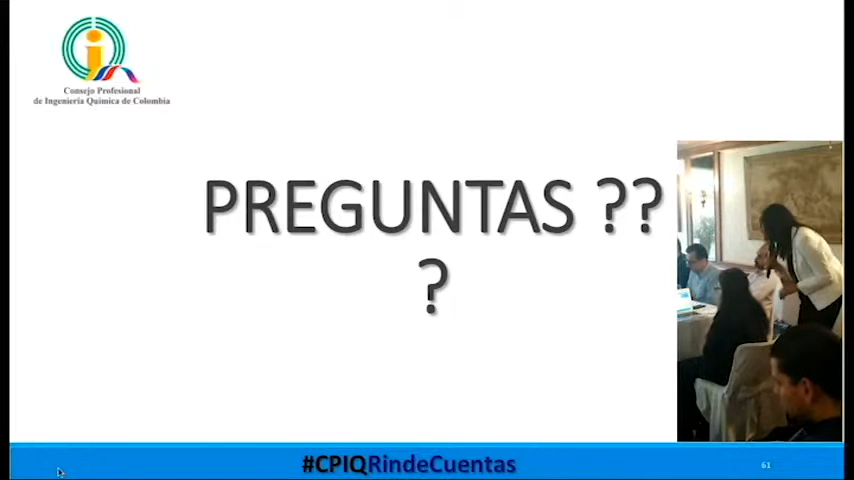 Consejo Profesional
de Ingeniería Química de Colombia
PREGUNTAS ??
?
#CPIQRindeCuentas
61